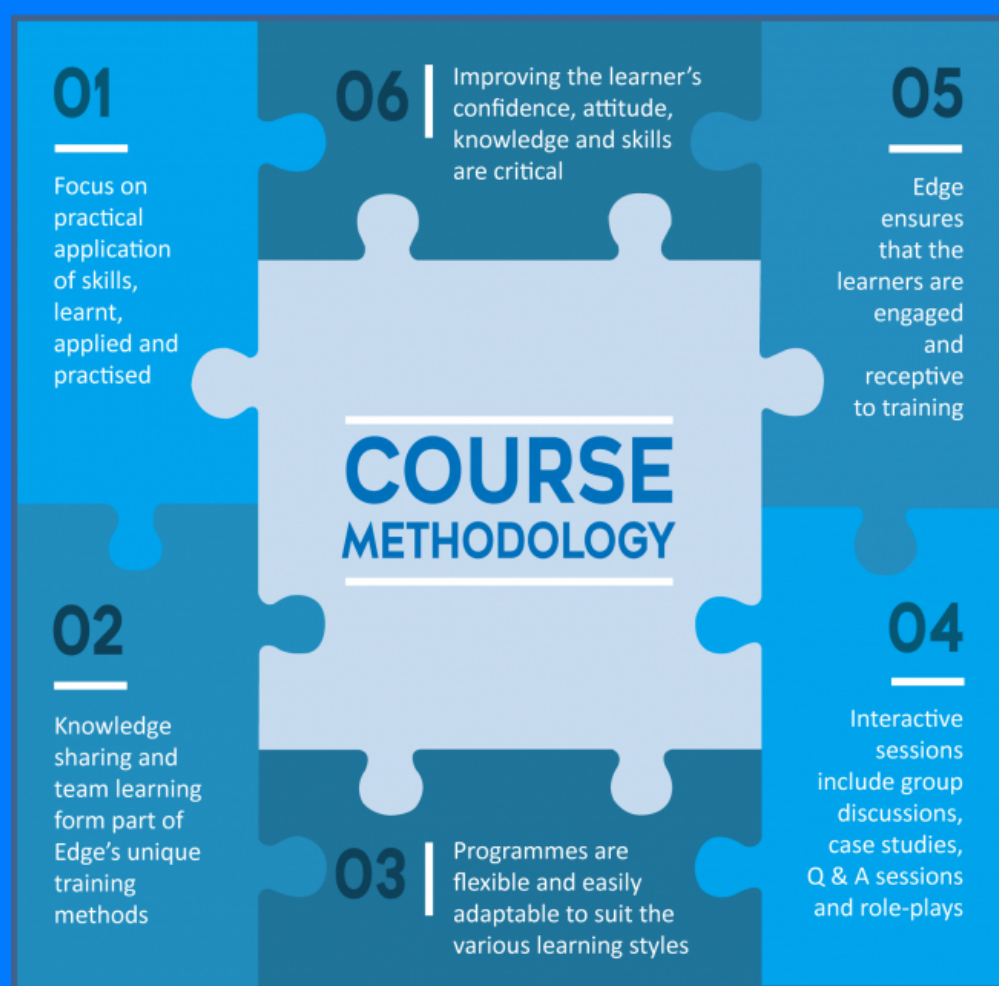 01
Focus on
practical
application
of skills,
learnt,
applied and
practised
02
Knowledge
sharing and
team learning
form part of
Edge’s unique
training
methods
03
Programmes are
flexible and easily
adaptable to suit the
various learning styles
04
Interactive
sessions
include group
discussions,
case studies,
Q & A sessions
and role-plays
05
Edge
ensures
that the
learners are
engaged
and
receptive
to training
06
Improving the learner’s
confidence, attitude,
knowledge and skills
are critical
COURSE
METHODOLOGY